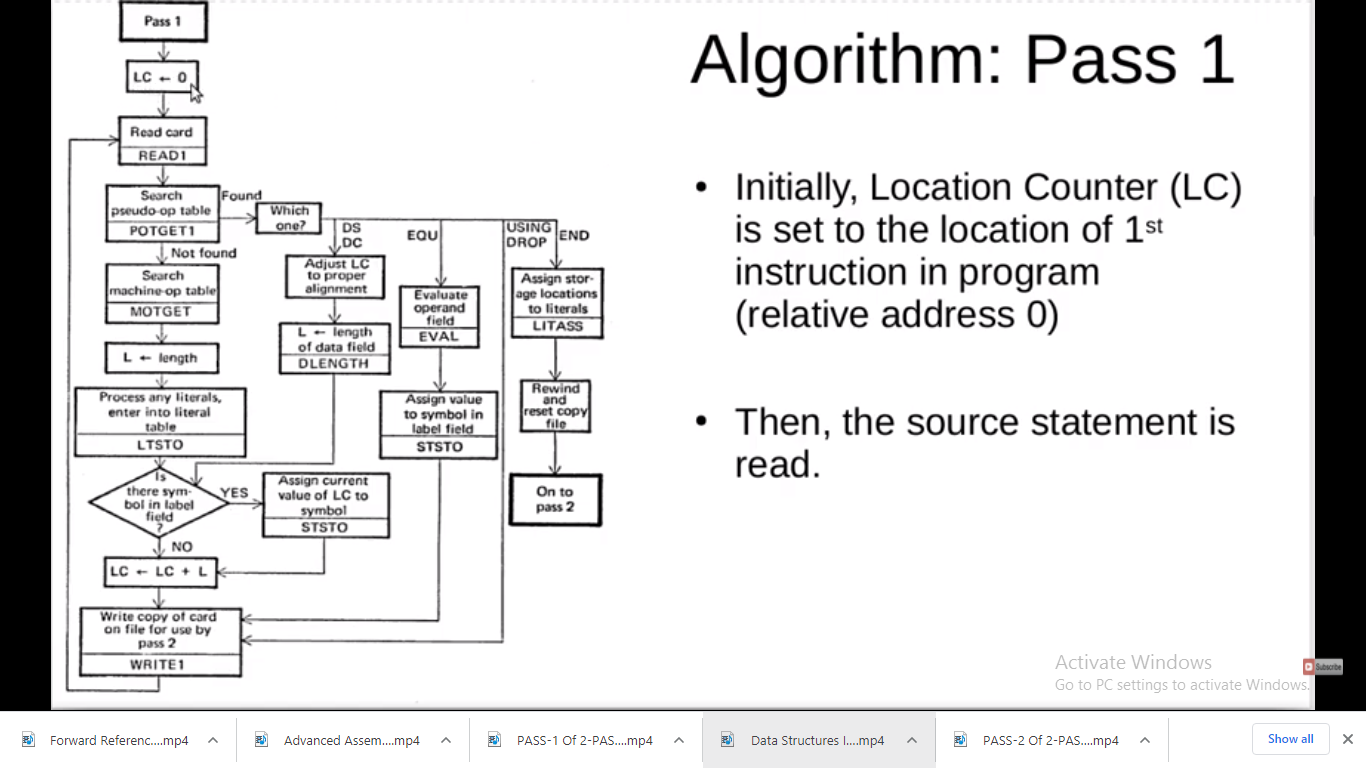 Pass 1
LC ← 0
Read card
READ1
Search
pseudo-op table
POTGET1
Found
Which
one?
Not found
Search
machine-op table
MOTGET
L ← length
Process any literals,
enter into literal
table
LTSTO
Is
there sym-
bol in label
field
?
YES
NO
Assign current
value of LC to
symbol
STSTO
LC ← LC + L
Write copy of card
on file for use by
pass 2
WRITE1
DS
DC
Adjust LC
to proper
alignment
L ← length
of data field
DLENGTH
EQU
Evaluate
operand
field
EVAL
Assign value
to symbol in
label field
STSTO
USING
DROP
END
Assign stor-
age locations
to literals
LITASS
Rewind
and
reset copy
file
On to
pass 2
Algorithm: Pass 1
• Initially, Location Counter (LC)
is set to the location of 1st
instruction in program
(relative address 0)
• Then, the source statement is
read.
Activate Windows
Go to PC settings to activate Windows.
Subscribe
Forward Referenc....mp4
Advanced Assem....mp4
PASS-1 Of 2-PAS....mp4
Data Structures I....mp4
PASS-2 Of 2-PAS....mp4
Show all